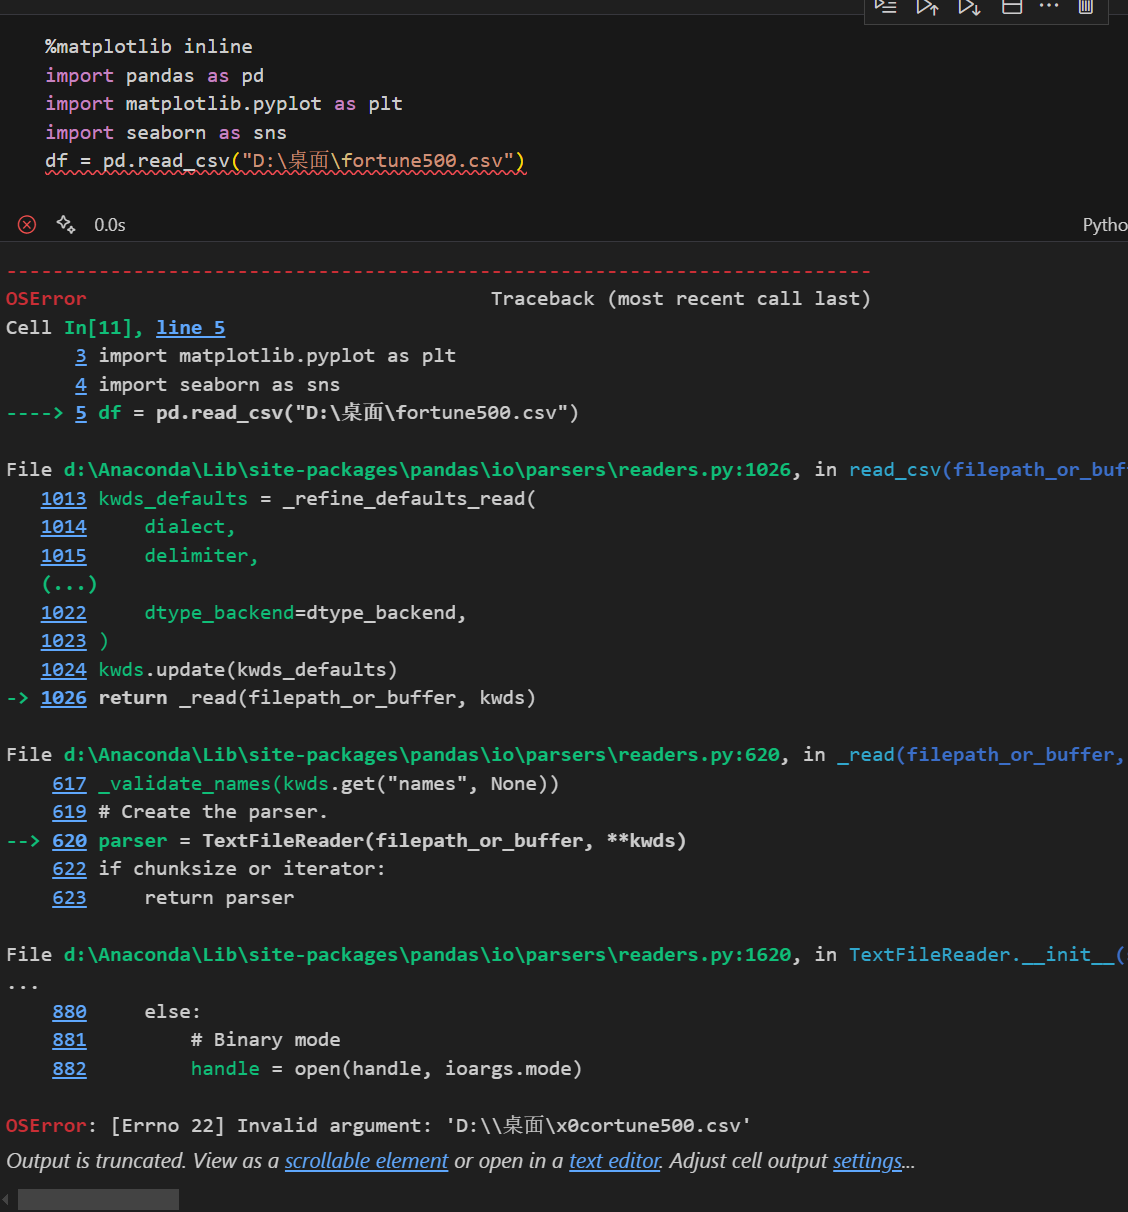 %matplotlib inline
import pandas as pd
import matplotlib.pyplot as plt
import seaborn as sns
df = pd.read_csv("D:\桌面\fortune500.csv")
0.0s
Pytho
---------------------------------------------------------------------------
OSError                                   Traceback (most recent call last)
Cell In[11], line 5
      3 import matplotlib.pyplot as plt
      4 import seaborn as sns
----> 5 df = pd.read_csv("D:\桌面\fortune500.csv")
File d:\Anaconda\Lib\site-packages\pandas\io\parsers\readers.py:1026, in read_csv(filepath_or_buf
   1013 kwds_defaults = _refine_defaults_read(
   1014     dialect,
   1015     delimiter,
   (...)
   1022     dtype_backend=dtype_backend,
   1023 )
   1024 kwds.update(kwds_defaults)
-> 1026 return _read(filepath_or_buffer, kwds)
File d:\Anaconda\Lib\site-packages\pandas\io\parsers\readers.py:620, in _read(filepath_or_buffer,
    617 _validate_names(kwds.get("names", None))
    619 # Create the parser.
--> 620 parser = TextFileReader(filepath_or_buffer, **kwds)
    622 if chunksize or iterator:
    623     return parser
File d:\Anaconda\Lib\site-packages\pandas\io\parsers\readers.py:1620, in TextFileReader.__init__(
...
    880     else:
    881         # Binary mode
    882         handle = open(handle, ioargs.mode)
OSError: [Errno 22] Invalid argument: 'D:\\桌面\x0cortune500.csv'
Output is truncated. View as a scrollable element or open in a text editor. Adjust cell output settings...